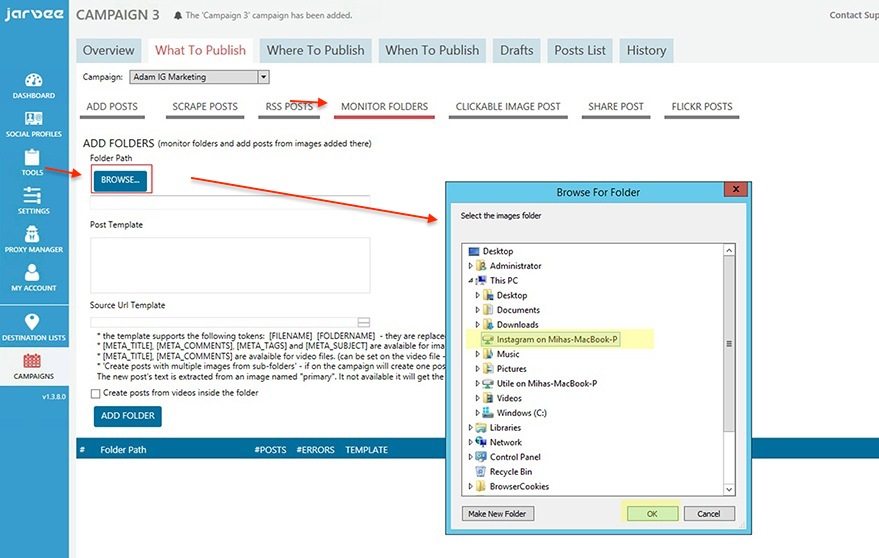 jarvee
CAMPAIGN 3
The 'Campaign 3' campaign has been added.
Contact Sup
Overview
What To Publish
Where To Publish
When To Publish
Drafts
Posts List
History
Campaign:
Adam IG Marketing
ADD POSTS
SCRAPE POSTS
RSS POSTS
MONITOR FOLDERS
CLICKABLE IMAGE POST
SHARE POST
FLICKR POSTS
DASHBOARD
SOCIAL PROFILES
TOOLS
SETTINGS
PROXY MANAGER
MY ACCOUNT
DESTINATION LISTS
CAMPAIGNS
v1.3.8.0
ADD FOLDERS (monitor folders and add posts from images added there)
Folder Path
BROWSE...
Post Template
Source Url Template
* the template supports the following tokens: [FILENAME] [FOLDERNAME] - they are replace
* [META_TITLE], [META_COMMENTS], [META_TAGS] and [META_SUBJECT] are available for ima
* [META_TITLE], [META_COMMENTS] are avaialble for video files. (can be set on the video file -
* 'Create posts with multiple images from sub-folders' - if on the campaign will create one pos
The new post's text is extracted from an image named "primary". It not available it will get the
Create posts from videos inside the folder
ADD FOLDER
#
Folder Path
#POSTS
#ERRORS
TEMPLATE
Browse For Folder
x
Select the images folder
Desktop
Administrator
This PC
Desktop
Documents
Downloads
Instagram on Mihas-MacBook-P
Music
Pictures
Utile on Mihas-MacBook-P
Videos
Windows (C:)
Libraries
Network
Control Panel
Recycle Bin
BrowserCookies
Make New Folder
OK
Cancel